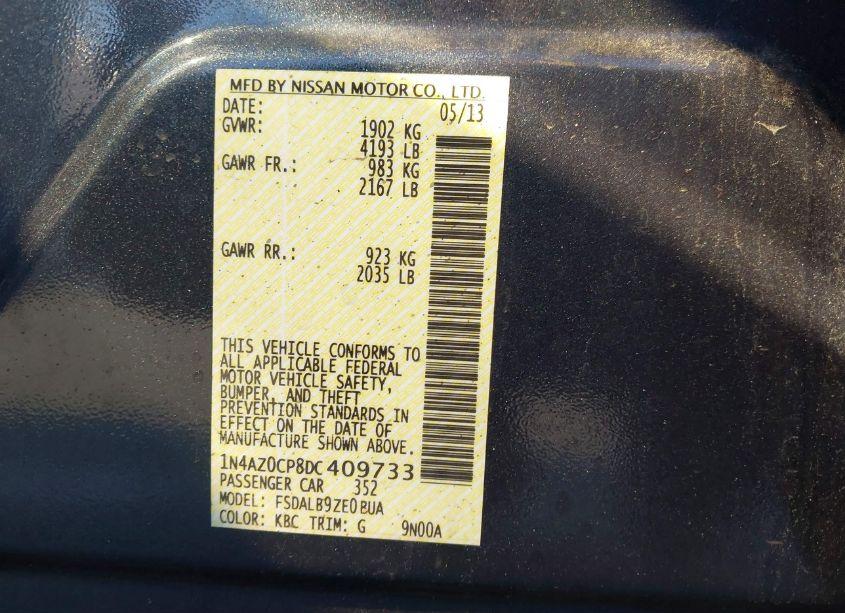 MFD BY NISSAN MOTOR CO., LTD.
DATE: 05/13
GVWR: 1902 KG
4193 LB
GAWR FR.: 983 KG
2167 LB
GAWR RR.: 923 KG
2035 LB
THIS VEHICLE CONFORMS TO
ALL APPLICABLE FEDERAL
MOTOR VEHICLE SAFETY,
BUMPER, AND THEFT
PREVENTION STANDARDS IN
EFFECT ON THE DATE OF
MANUFACTURE SHOWN ABOVE.
1N4AZ0CP8DC409733
PASSENGER CAR 352
MODEL: FSDALB9ZE0BUA
COLOR: KBC TRIM: G 9N00A